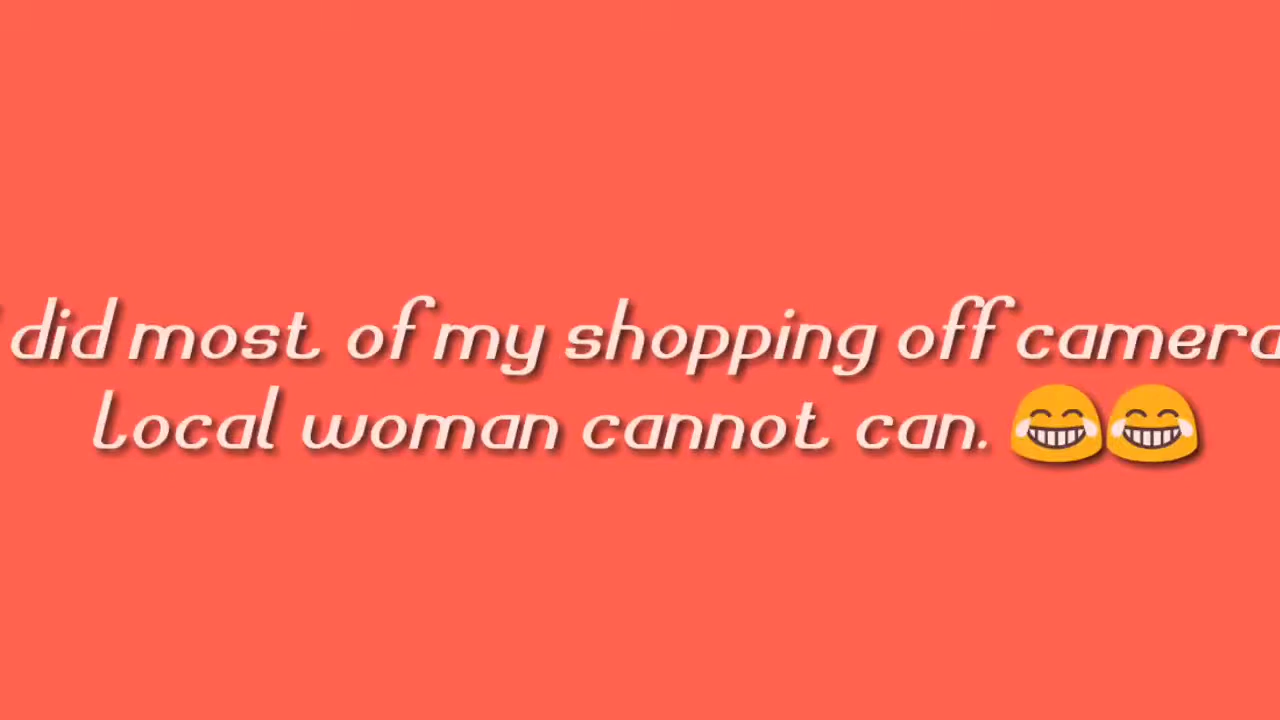 did most of my shopping off camera
Local woman cannot can. 😂😂